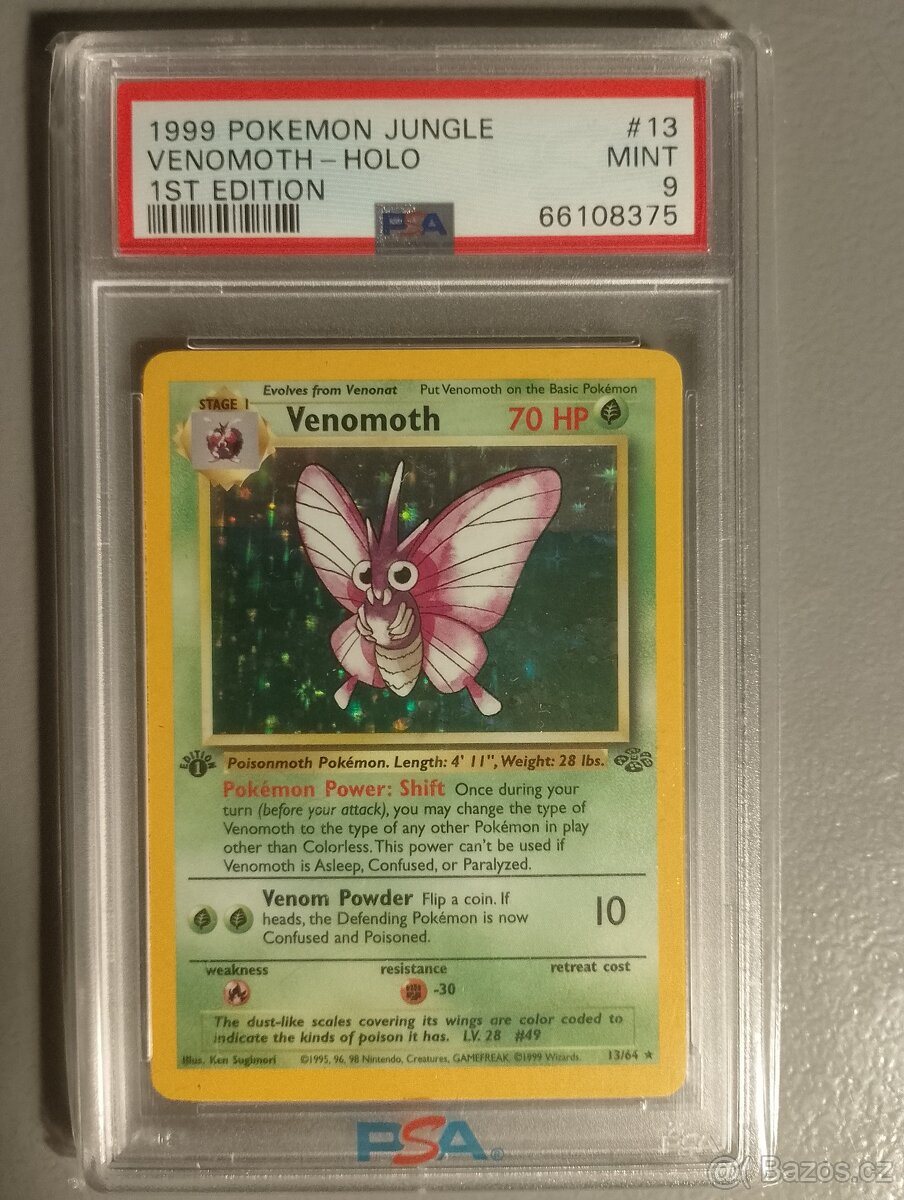 1999 POKEMON JUNGLE #13
VENOMOTH - HOLO MINT
1ST EDITION 9
66108375
PSA
Evolves from Venonat Put Venomoth on the Basic Pokémon
STAGE 1
Venomoth 70 HP
EDITION 1
Poisonmoth Pokémon. Length: 4' 11", Weight: 28 lbs.
Pokémon Power: Shift Once during your
turn (before your attack), you may change the type of
Venomoth to the type of any other Pokémon in play
other than Colorless. This power can't be used if
Venomoth is Asleep, Confused, or Paralyzed.
Venom Powder Flip a coin. If
heads, the Defending Pokémon is now
Confused and Poisoned.
10
weakness resistance retreat cost
-30
The dust-like scales covering its wings are color coded to
indicate the kinds of poison it has. LV. 28 #49
Illus. Ken Sugimori ©1995, 96, 98 Nintendo, Creatures, GAMEFREAK. ©1999 Wizards. 13/64 ★
PSA®
PSA
Bazos.cz